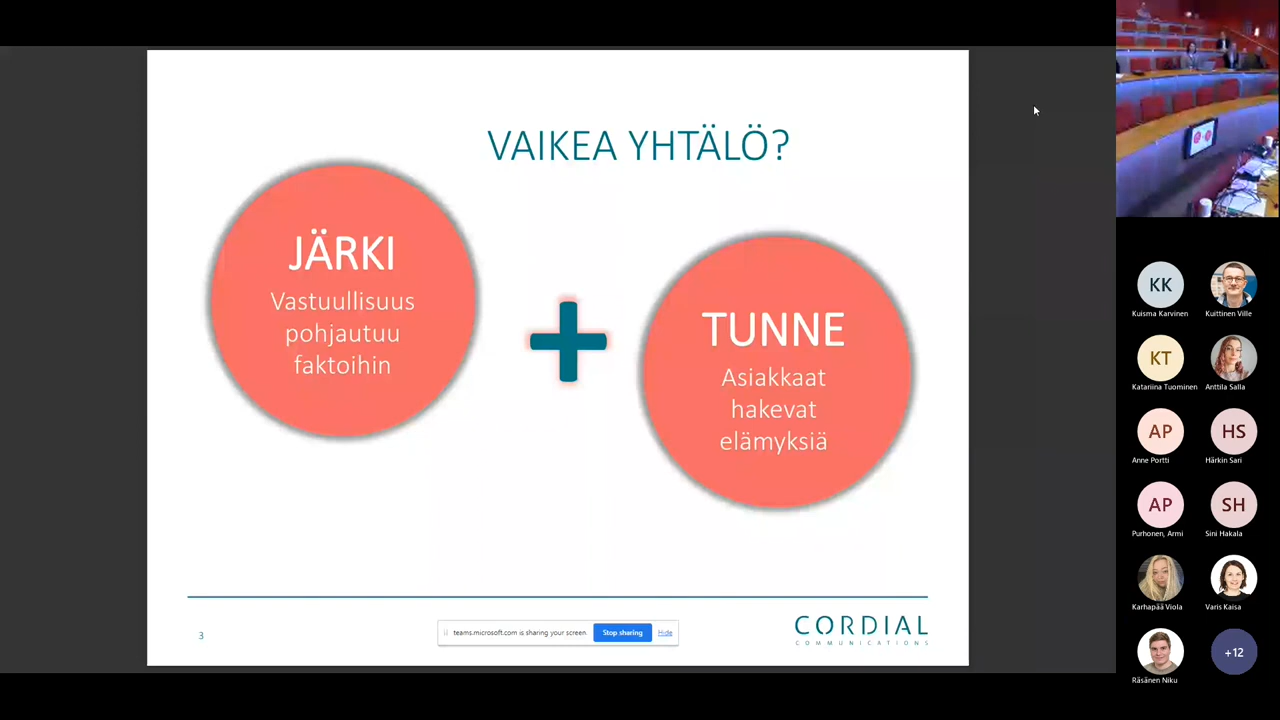 VAIKEA YHTÄLÖ?
JÄRKI
Vastuullisuus
pohjautuu
faktoihin
TUNNE
Asiakkaat
hakevat
elämyksiä
3
teams.microsoft.com is sharing your screen.
Stop sharing
Hide
CORDIAL
COMMUNICATIONS
KK
Kuisma Karvinen
Kuittinen Ville
KT
Katariina Tuominen
Anttila Salla
AP
Anne Portti
HS
Härkin Sari
AP
Purhonen, Armi
SH
Sini Hakala
Karhapää Viola
Varis Kaisa
Räsänen Niku
+12